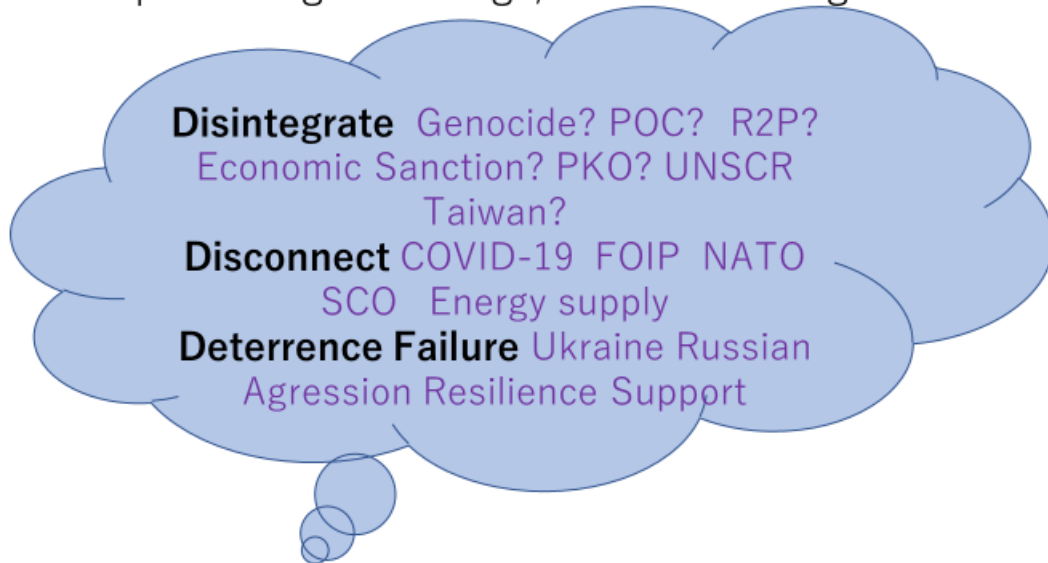 Disintegrate Genocide? POC? R2P?
Economic Sanction? PKO? UNSCR
Taiwan?
Disconnect COVID-19 FOIP NATO
SCO Energy supply
Deterrence Failure Ukraine Russian
Agression Resilience Support